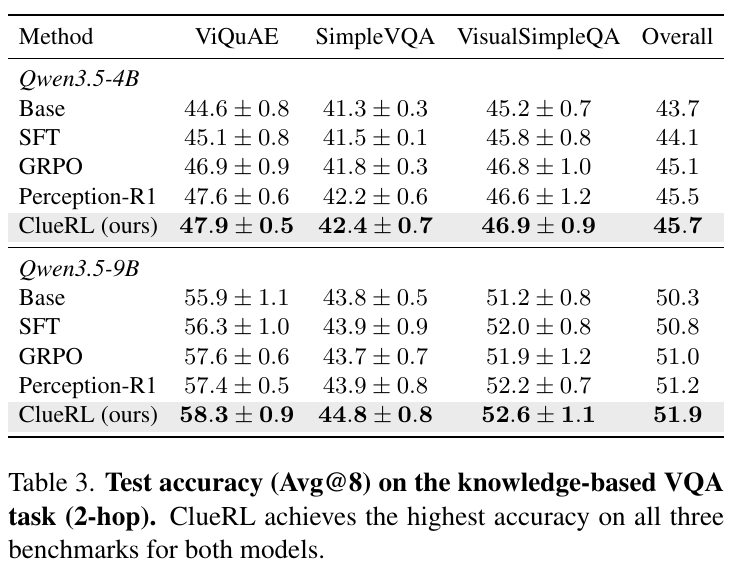 Method ViQuAE SimpleVQA VisualSimpleQA Overall
Qwen3.5-4B
Base 44.6 ± 0.8 41.3 ± 0.3 45.2 ± 0.7 43.7
SFT 45.1 ± 0.8 41.5 ± 0.1 45.8 ± 0.8 44.1
GRPO 46.9 ± 0.9 41.8 ± 0.3 46.8 ± 1.0 45.1
Perception-R1 47.6 ± 0.6 42.2 ± 0.6 46.6 ± 1.2 45.5
ClueRL (ours) 47.9 ± 0.5 42.4 ± 0.7 46.9 ± 0.9 45.7
Qwen3.5-9B
Base 55.9 ± 1.1 43.8 ± 0.5 51.2 ± 0.8 50.3
SFT 56.3 ± 1.0 43.9 ± 0.9 52.0 ± 0.8 50.8
GRPO 57.6 ± 0.6 43.7 ± 0.7 51.9 ± 1.2 51.0
Perception-R1 57.4 ± 0.5 43.9 ± 0.8 52.2 ± 0.7 51.2
ClueRL (ours) 58.3 ± 0.9 44.8 ± 0.8 52.6 ± 1.1 51.9
Table 3. Test accuracy (Avg@8) on the knowledge-based VQA
task (2-hop). ClueRL achieves the highest accuracy on all three
benchmarks for both models.